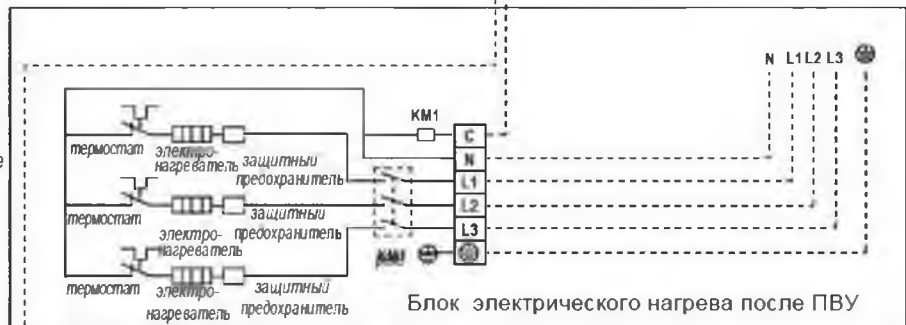 N L1 L2 L3
KM1
C
термостат
электро-
нагреватель
защитный
предохранитель
N
L1
термостат
электро-
нагреватель
защитный
предохранитель
L2
L3
KM1
термостат
электро-
нагреватель
защитный
предохранитель
Блок электрического нагрева после ПВУ
е